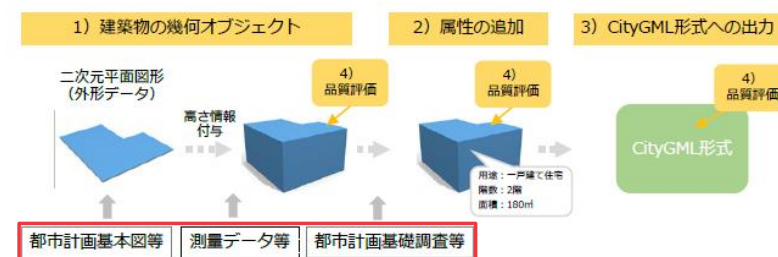 1）建築物の幾何オブジェクト
2）属性の追加
3）CityGML形式への出力
二次元平面図形
（外形データ）
高さ情報
付与
4）
品質評価
4）
品質評価
4）
品質評価
用途：一戸建て住宅
階数：2階
面積：180㎡
CityGML形式
都市計画基本図等
測量データ等
都市計画基礎調査等